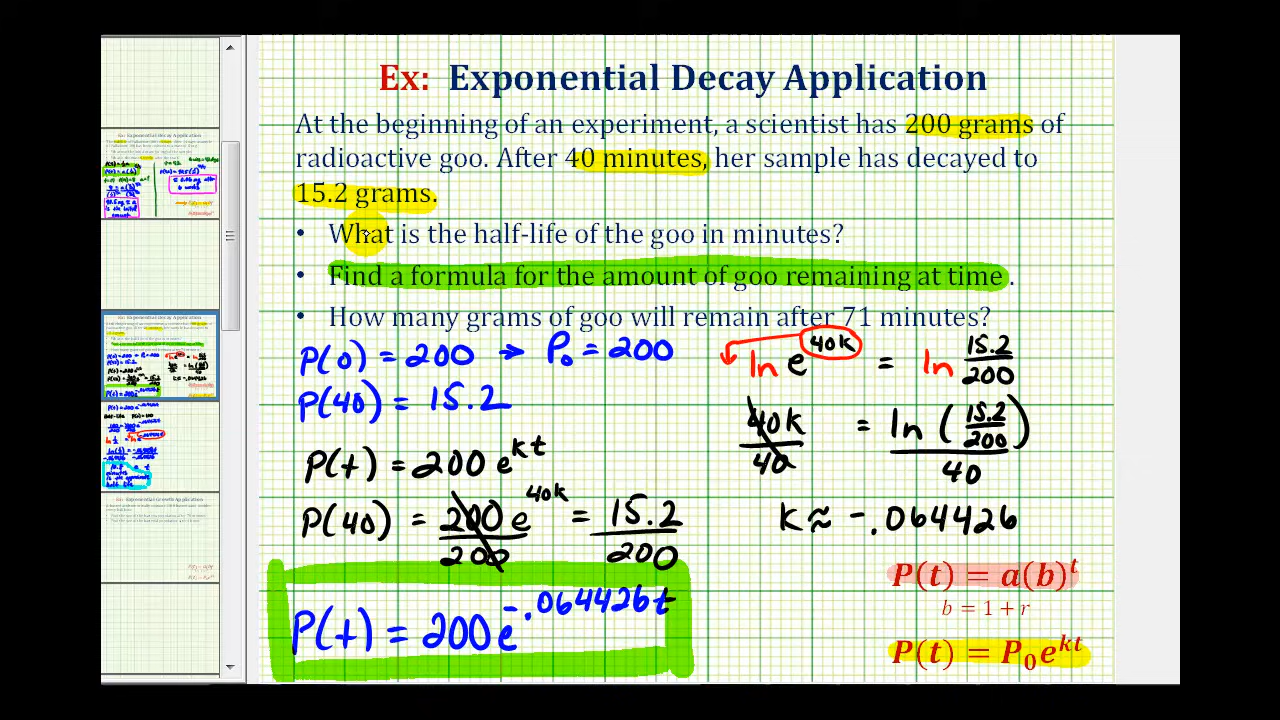 Ex: Exponential Decay Application
At the beginning of an experiment, a scientist has 200 grams of
radioactive goo. After 40 minutes, her sample has decayed to
15.2 grams.
• What is the half-life of the goo in minutes?
• Find a formula for the amount of goo remaining at time .
• How many grams of goo will remain after 71 minutes?
P(0) = 200 → P₀ = 200
P(40) = 15.2
P(t) = 200 e^kt
P(40) = 200 e^40k / 200 = 15.2 / 200
P(t) = 200 e^-.064426t
ln e^40k = ln 15.2/200
40k / 40 = ln (15.2/200) / 40
k ≈ -.064426
P(t) = a(b)^t
b = 1 + r
P(t) = P₀e^kt